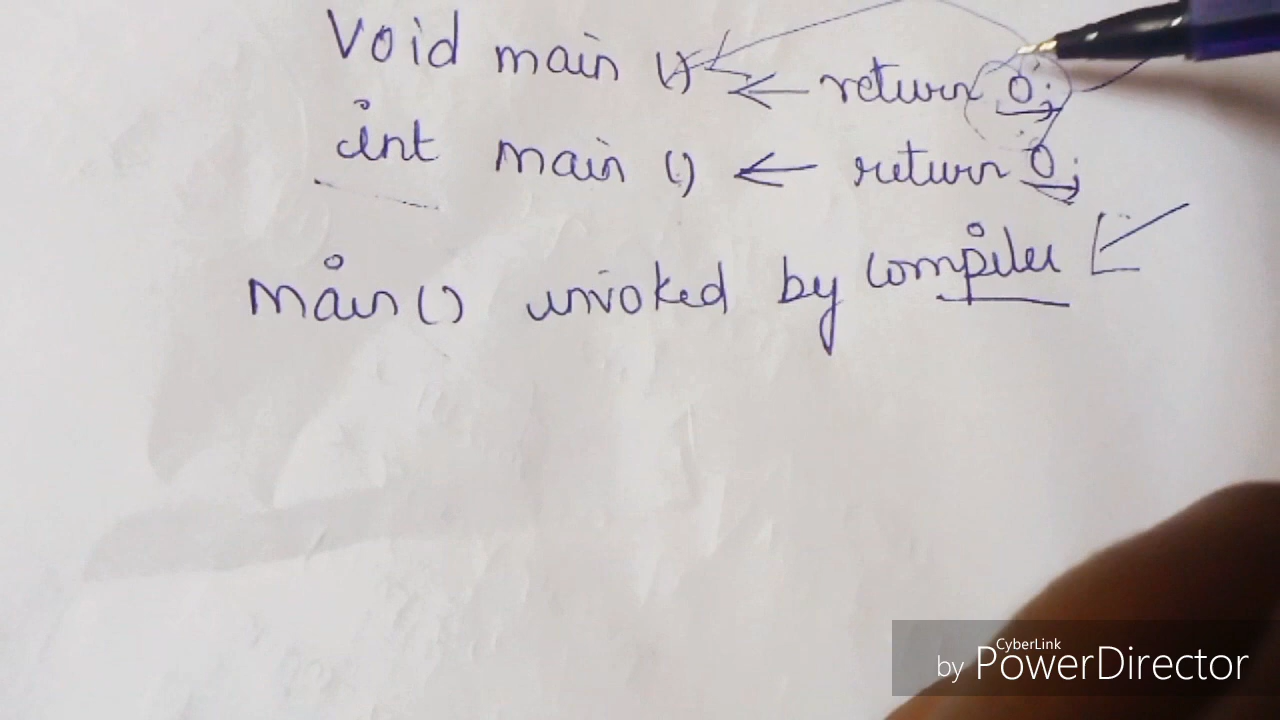 Void main () ← return 0;
int main () ← return 0;
main() invoked by compiler
CyberLink
by PowerDirector